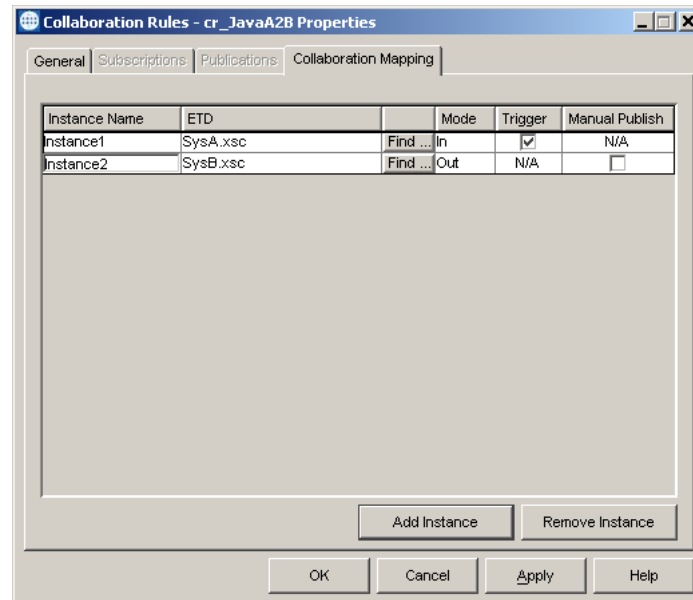 Collaboration Rules - cr_JavaA2B Properties
General Subscriptions Publications Collaboration Mapping
Instance Name ETD Mode Trigger Manual Publish
Instance1 SysA.xsc Find ... In N/A
Instance2 SysB.xsc Find ... Out N/A
Add Instance Remove Instance
OK Cancel Apply Help